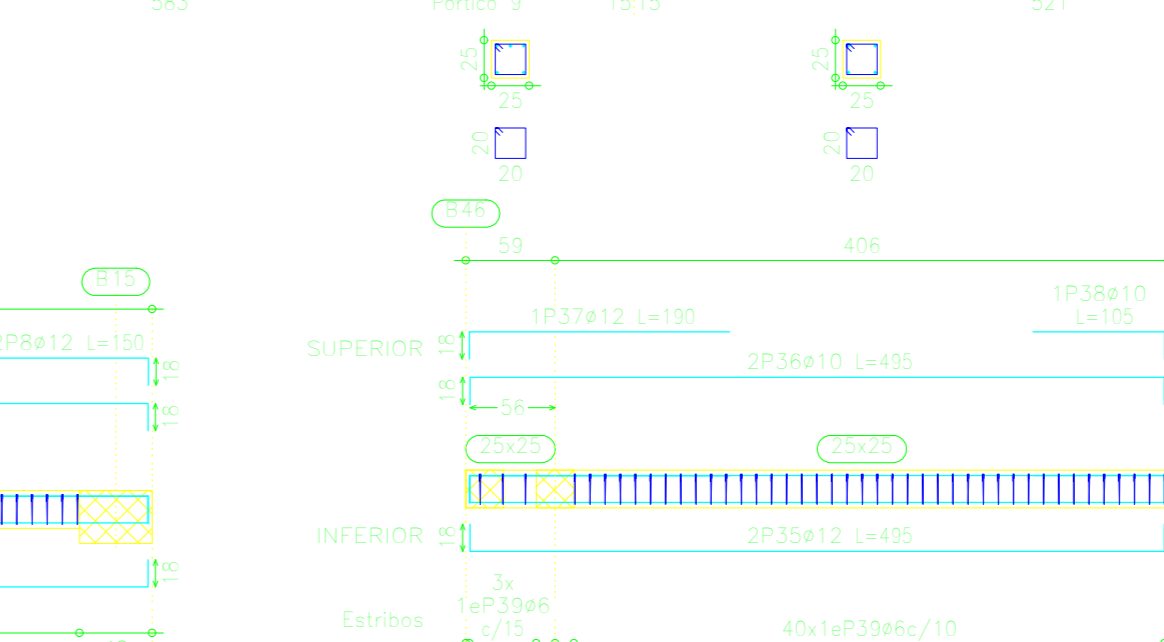 Pórtico 9
25
25
25
25
20
20
20
20
B46
59
406
B15
1P38ø10
L=105
1P37ø12 L=190
2P8ø12 L=150
SUPERIOR
18
18
2P36ø10 L=495
18
18
56
25x25
25x25
INFERIOR
18
2P35ø12 L=495
18
3x
1eP39ø6
c/15
Estribos
40x1eP39ø6c/10